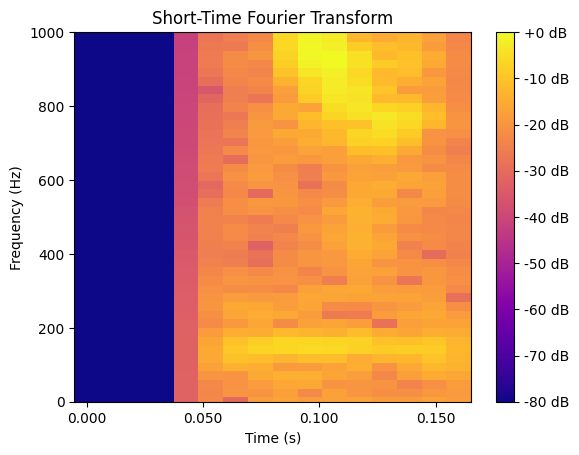 Short-Time Fourier Transform
1000
800
600
400
200
0
Frequency (Hz)
0.000
0.050
0.100
0.150
Time (s)
+0 dB
-10 dB
-20 dB
-30 dB
-40 dB
-50 dB
-60 dB
-70 dB
-80 dB